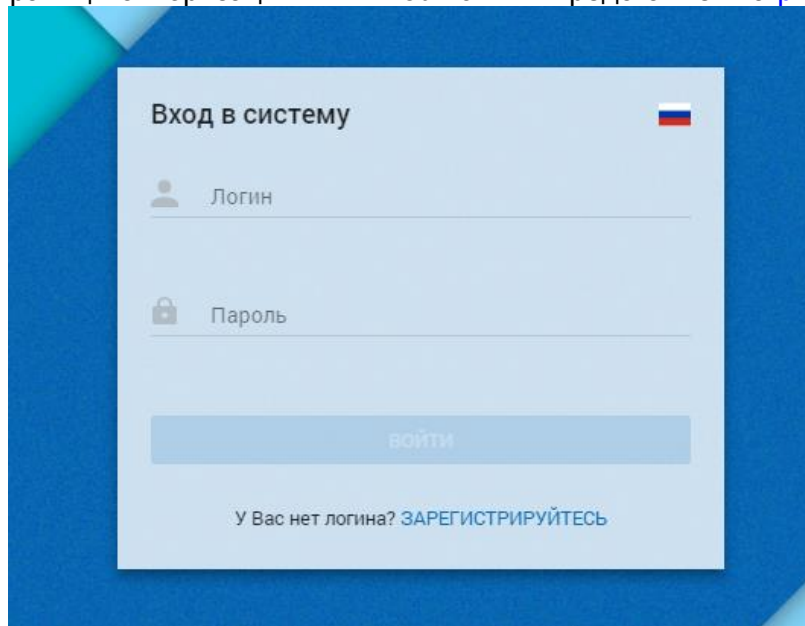 Вход в систему
Логин
Пароль
ВОЙТИ
У Вас нет логина? ЗАРЕГИСТРИРУЙТЕСЬ